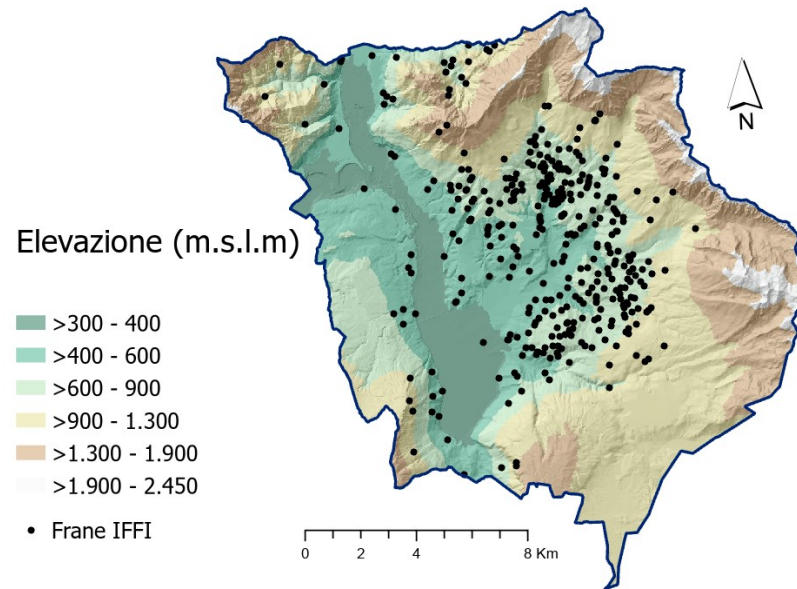 N
Elevazione (m.s.l.m)
>300 - 400
>400 - 600
>600 - 900
>900 - 1.300
>1.300 - 1.900
>1.900 - 2.450
Frane IFFI
0 2 4 8 Km